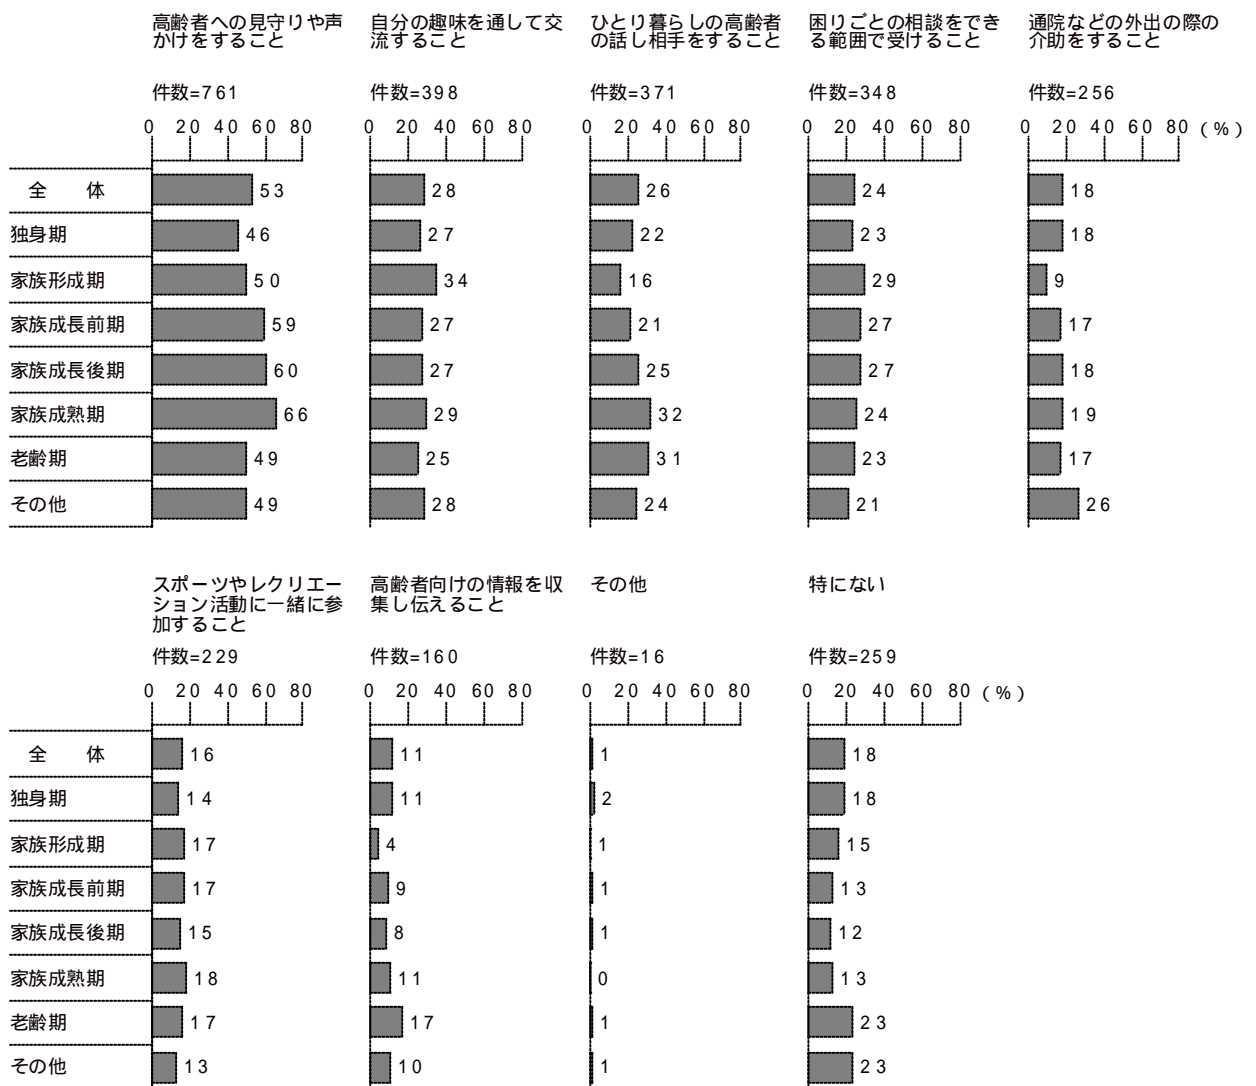 高齢者への見守りや声 自分の趣味を通して交 ひとり暮らしの高齢者 困りごとの相談をでき 通院などの外出の際の
かけをすること 流すること の話し相手をすること る範囲で受けること 介助をすること
件数=761 件数=398 件数=371 件数=348 件数=256
0 20 40 60 80 0 20 40 60 80 0 20 40 60 80 0 20 40 60 80 0 20 40 60 80 (%)
全 体 53 28 26 24 18
独身期 46 27 22 23 18
家族形成期 50 34 16 29 9
家族成長前期 59 27 21 27 17
家族成長後期 60 27 25 27 18
家族成熟期 66 29 32 24 19
老齢期 49 25 31 23 17
その他 49 28 24 21 26
スポーツやレクリエー 高齢者向けの情報を収 その他 特にない
ション活動に一緒に参 集し伝えること
加すること
件数=229 件数=160 件数=16 件数=259
0 20 40 60 80 0 20 40 60 80 0 20 40 60 80 0 20 40 60 80 (%)
全 体 16 11 1 18
独身期 14 11 2 18
家族形成期 17 4 1 15
家族成長前期 17 9 1 13
家族成長後期 15 8 1 12
家族成熟期 18 11 0 13
老齢期 17 17 1 23
その他 13 10 1 23